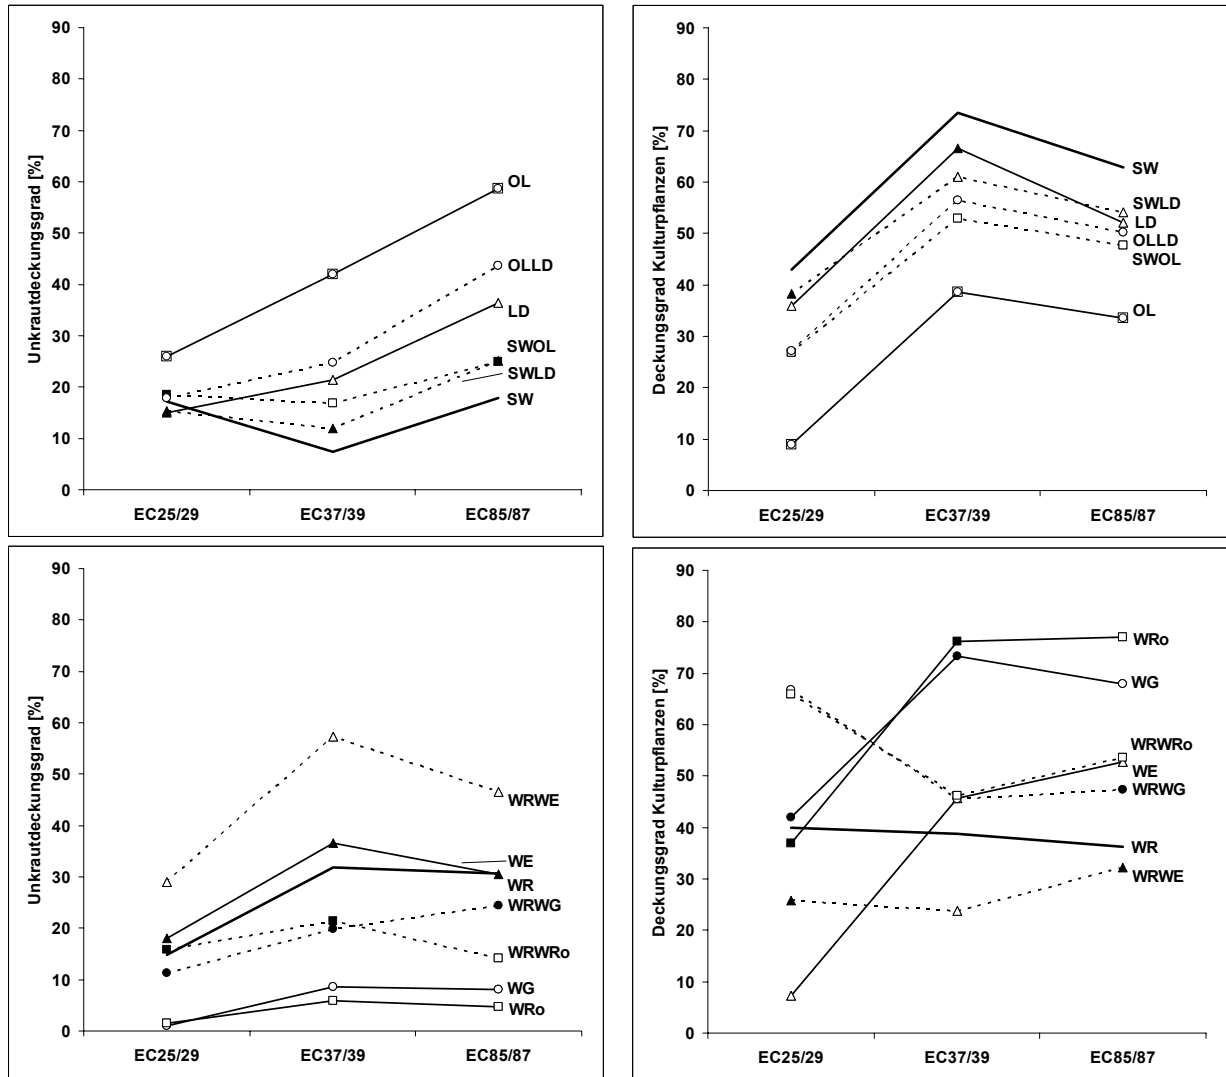 Unkrautdeckungsgrad [%]
90
80
70
60
50
40
30
20
10
0
EC25/29 EC37/39 EC85/87
OL
OLLD
LD
SWOL
SWLD
SW
Deckungsgrad Kulturpflanzen [%]
90
80
70
60
50
40
30
20
10
0
EC25/29 EC37/39 EC85/87
SW
SWLD
LD
OLLD
SWOL
OL
Unkrautdeckungsgrad [%]
90
80
70
60
50
40
30
20
10
0
EC25/29 EC37/39 EC85/87
WRWE
WE
WR
WRWG
WRWRo
WG
WRo
Deckungsgrad Kulturpflanzen [%]
90
80
70
60
50
40
30
20
10
0
EC25/29 EC37/39 EC85/87
WRo
WG
WRWRo
WE
WRWG
WR
WRWE